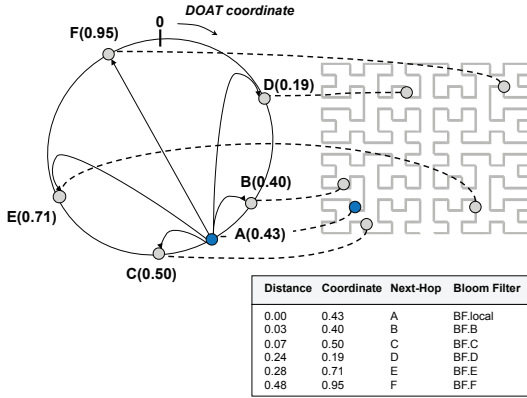 DOAT coordinate
0
F(0.95)
D(0.19)
B(0.40)
E(0.71)
A(0.43)
C(0.50)
Distance Coordinate Next-Hop Bloom Filter
0.00 0.43 A BF.local
0.03 0.40 B BF.B
0.07 0.50 C BF.C
0.24 0.19 D BF.D
0.28 0.71 E BF.E
0.48 0.95 F BF.F